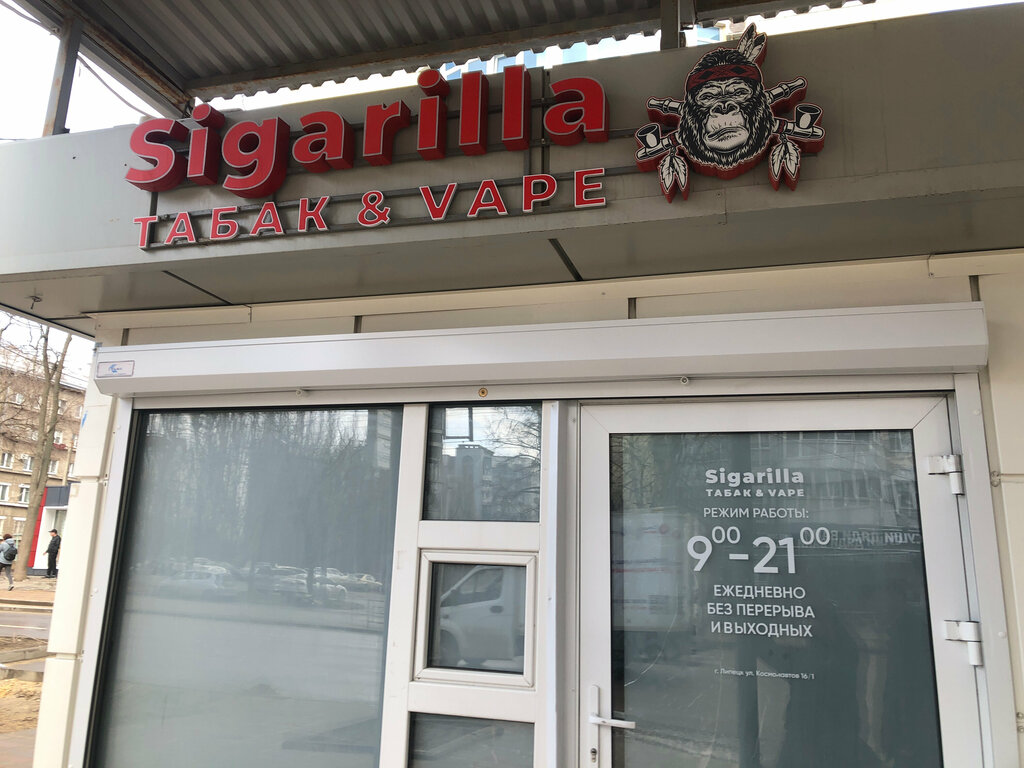 Sigarilla
ТАБАК & VAPE
Sigarilla
ТАБАК & VAPE
РЕЖИМ РАБОТЫ:
9⁰⁰-21⁰⁰
ЕЖЕДНЕВНО
БЕЗ ПЕРЕРЫВА
И ВЫХОДНЫХ
г. Липецк ул. Космонавтов 16/1